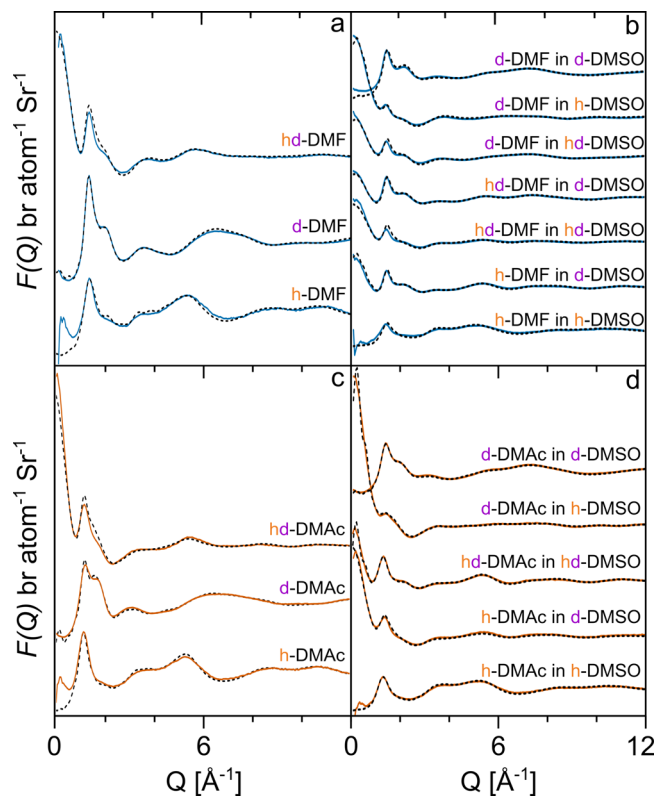 a
hd-DMF
d-DMF
h-DMF
F(Q) br atom⁻¹ Sr⁻¹
b
d-DMF in d-DMSO
d-DMF in h-DMSO
d-DMF in hd-DMSO
hd-DMF in d-DMSO
hd-DMF in hd-DMSO
h-DMF in d-DMSO
h-DMF in h-DMSO
c
hd-DMAc
d-DMAc
h-DMAc
F(Q) br atom⁻¹ Sr⁻¹
0 6
Q [Å⁻¹]
d
d-DMAc in d-DMSO
d-DMAc in h-DMSO
hd-DMAc in hd-DMSO
h-DMAc in d-DMSO
h-DMAc in h-DMSO
0 6 12
Q [Å⁻¹]